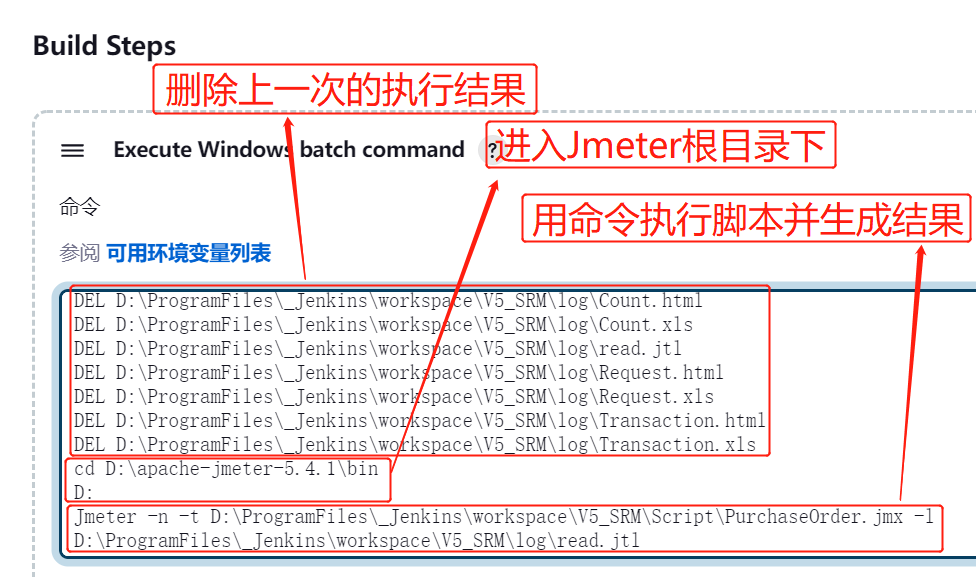 Build Steps
删除上一次的执行结果
Execute Windows batch command ?
进入Jmeter根目录下
命令
用命令执行脚本并生成结果
参阅 可用环境变量列表
DEL D:\ProgramFiles\_Jenkins\workspace\V5_SRM\log\Count.html
DEL D:\ProgramFiles\_Jenkins\workspace\V5_SRM\log\Count.xls
DEL D:\ProgramFiles\_Jenkins\workspace\V5_SRM\log\read.jtl
DEL D:\ProgramFiles\_Jenkins\workspace\V5_SRM\log\Request.html
DEL D:\ProgramFiles\_Jenkins\workspace\V5_SRM\log\Request.xls
DEL D:\ProgramFiles\_Jenkins\workspace\V5_SRM\log\Transaction.html
DEL D:\ProgramFiles\_Jenkins\workspace\V5_SRM\log\Transaction.xls
cd D:\apache-jmeter-5.4.1\bin
D:
Jmeter -n -t D:\ProgramFiles\_Jenkins\workspace\V5_SRM\Script\PurchaseOrder.jmx -l
D:\ProgramFiles\_Jenkins\workspace\V5_SRM\log\read.jtl